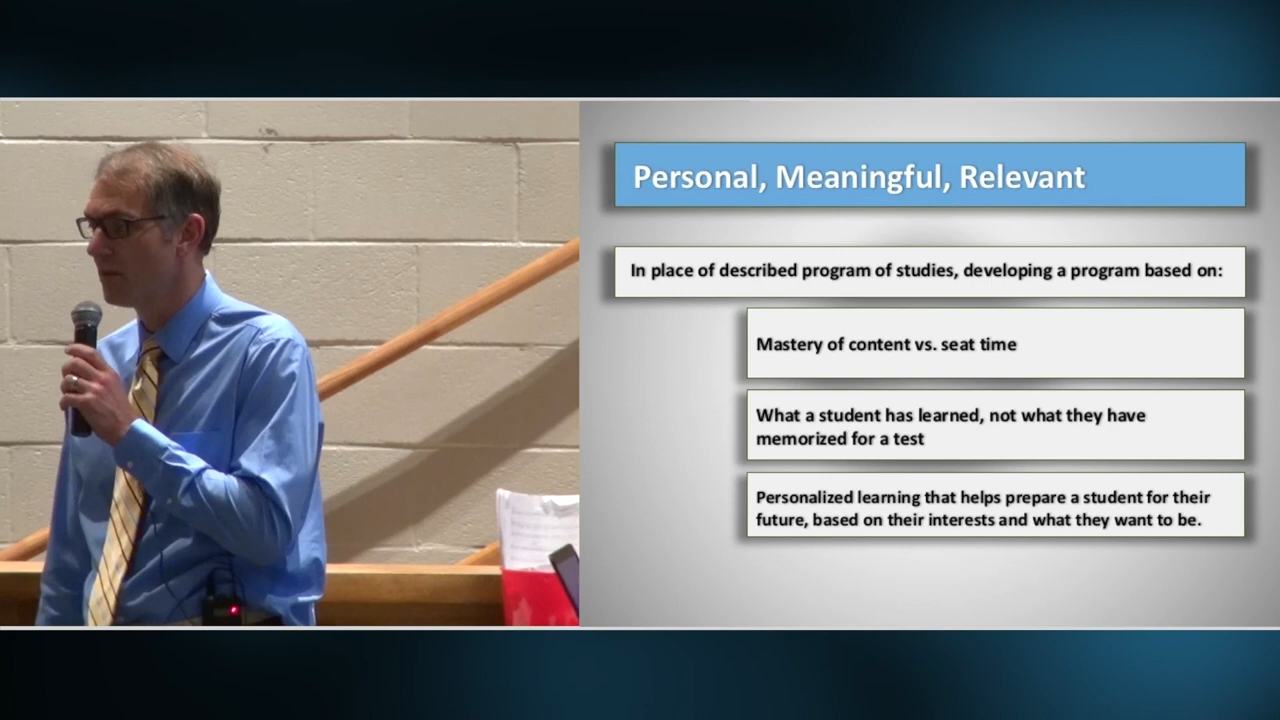 Personal, Meaningful, Relevant
In place of described program of studies, developing a program based on:
Mastery of content vs. seat time
What a student has learned, not what they have
memorized for a test
Personalized learning that helps prepare a student for their
future, based on their interests and what they want to be.